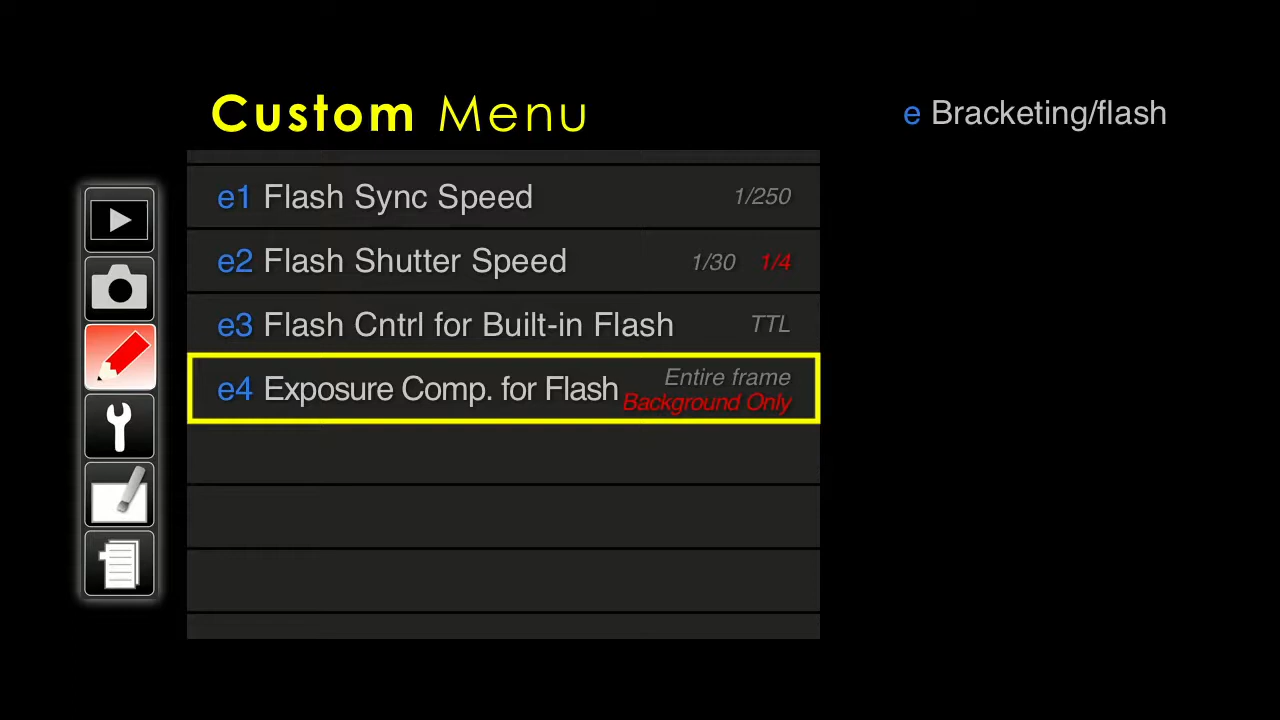 Custom Menu
e Bracketing/flash
e1 Flash Sync Speed 1/250
e2 Flash Shutter Speed 1/30 1/4
e3 Flash Cntrl for Built-in Flash TTL
e4 Exposure Comp. for Flash Entire frame
Background Only